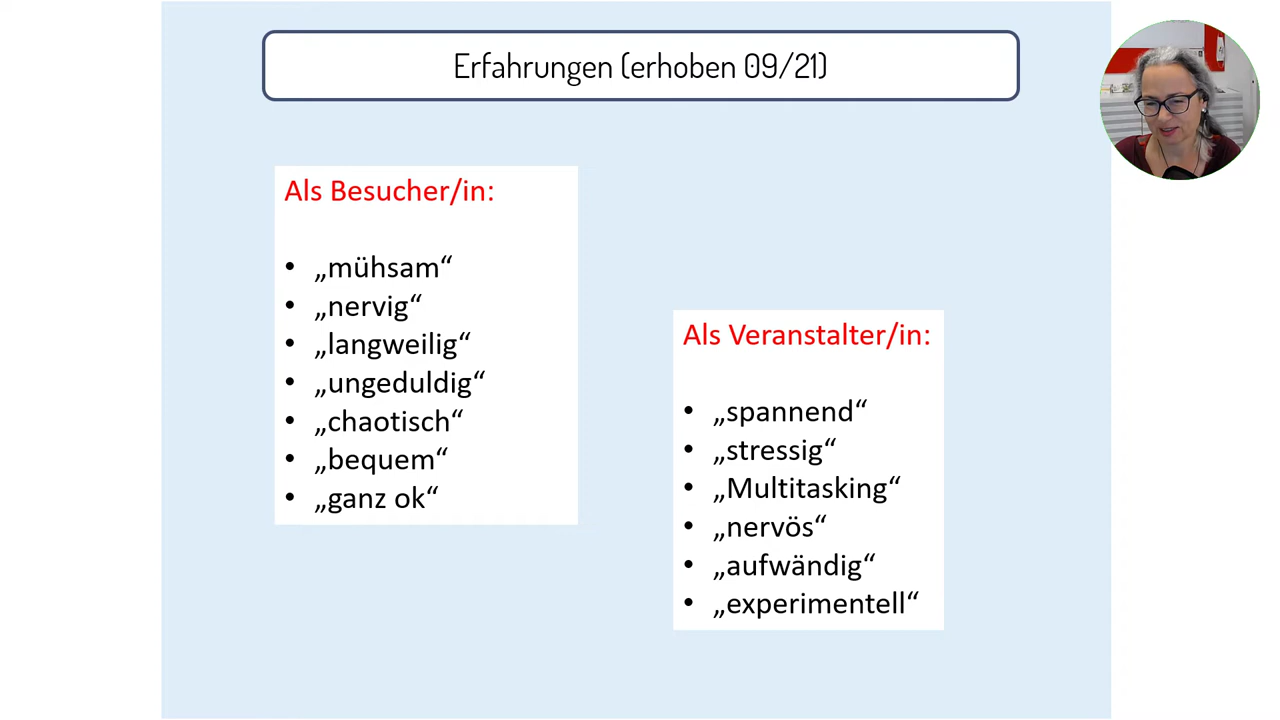 Erfahrungen (erhoben 09/21)
Als Besucher/in:
• „mühsam“
• „nervig“
• „langweilig“
• „ungeduldig“
• „chaotisch“
• „bequem“
• „ganz ok“
Als Veranstalter/in:
• „spannend“
• „stressig“
• „Multitasking“
• „nervös“
• „aufwändig“
• „experimentell“